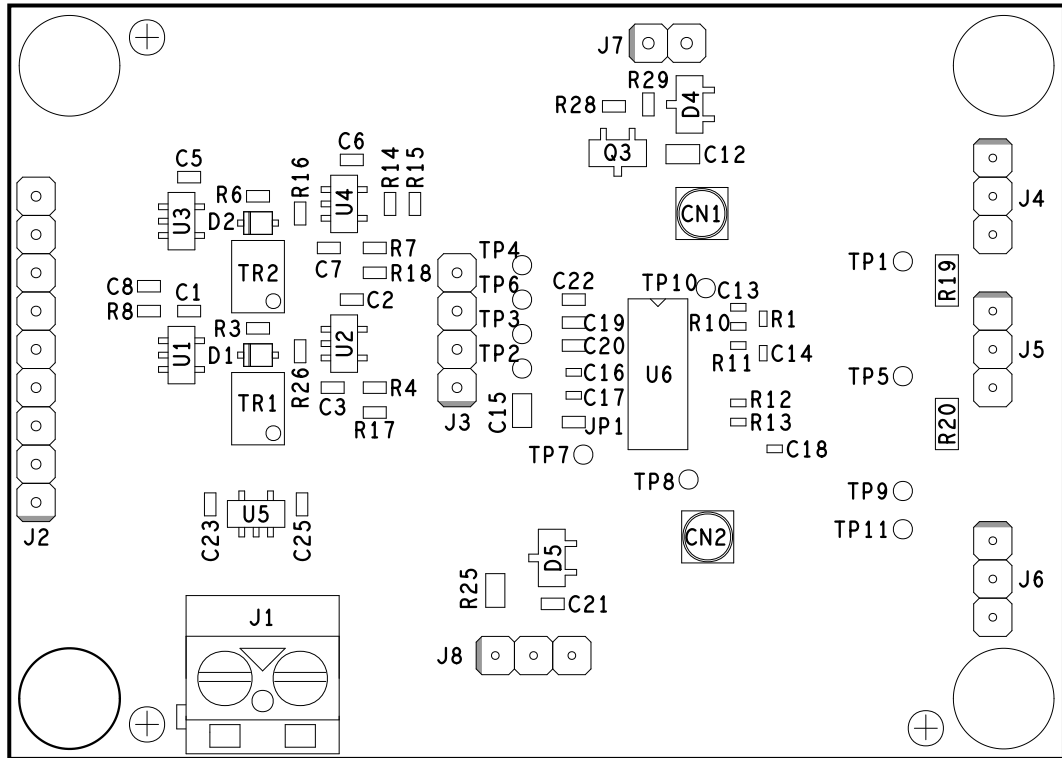 J7
R29
R28
D4
Q3
C12
C6
C5
R16
R14
R15
R6
U4
U3
D2
CN1
J4
TR2
C7
R7
R18
TP4
TP6
TP3
TP2
TP1
R19
C8
R8
C1
C2
C22
TP10
C13
R10
R1
C19
C20
R11
C14
J5
R3
U1
D1
R26
U2
C16
U6
TP5
TR1
C3
R4
R17
J3
C15
C17
JP1
R12
R13
R20
TP7
C18
TP8
TP9
J2
C23
U5
C25
TP11
CN2
D5
R25
C21
J6
J1
J8